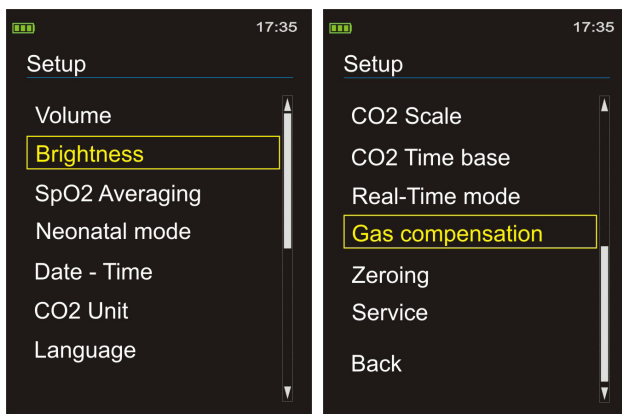 17:35
Setup
Volume
Brightness
SpO2 Averaging
Neonatal mode
Date - Time
CO2 Unit
Language
17:35
Setup
CO2 Scale
CO2 Time base
Real-Time mode
Gas compensation
Zeroing
Service
Back